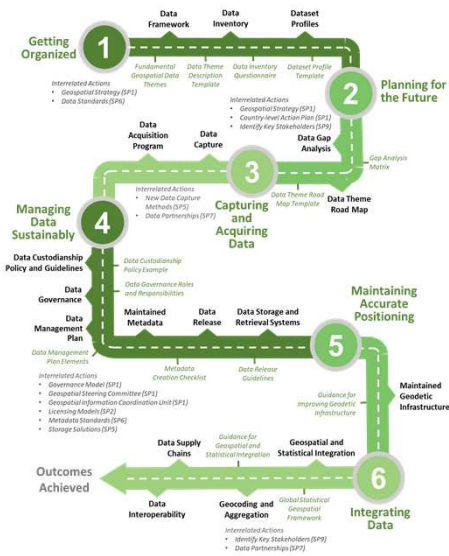 Data
Framework
Data
Inventory
Dataset
Profiles
Getting
Organized
1
Fundamental
Geospatial Data
Themes
Data Theme
Description
Template
Data Inventory
Questionnaire
Dataset Profile
Template
Interrelated Actions
• Geospatial Strategy (SP1)
• Data Standards (SP6)
2
Planning for
the Future
Interrelated Actions
• Geospatial Strategy (SP1)
• Country-level Action Plan (SP1)
• Identify Key Stakeholders (SP9)
Data Gap
Analysis
Gap Analysis
Matrix
Data Theme Road
Map Template
Data Theme
Road Map
Data
Acquisition
Program
Data
Capture
3
Capturing
and
Acquiring
Data
Interrelated Actions
• New Data Capture
Methods (SP5)
• Data Partnerships (SP7)
Managing
Data
Sustainably
4
Data Custodianship
Policy and Guidelines
Data Custodianship
Policy Example
Data
Governance
Data Governance Roles
and Responsibilities
Data
Management
Plan
Data Management
Plan Elements
Maintained
Metadata
Data
Release
Data Storage and
Retrieval Systems
Metadata
Creation Checklist
Data Release
Guidelines
Interrelated Actions
• Governance Model (SP1)
• Geospatial Steering Committee (SP1)
• Geospatial Information Coordination Unit (SP1)
• Licensing Models (SP2)
• Metadata Standards (SP6)
• Storage Solutions (SP5)
Maintaining
Accurate
Positioning
5
Guidance for
Improving Geodetic
Infrastructure
Maintained
Geodetic
Infrastructure
6
Integrating
Data
Geospatial and
Statistical Integration
Guidance for
Geospatial and
Statistical Integration
Data Supply
Chains
Global Statistical
Geospatial
Framework
Geocoding and
Aggregation
Data
Interoperability
Interrelated Actions
• Identify Key Stakeholders (SP9)
• Data Partnerships (SP7)
Outcomes
Achieved